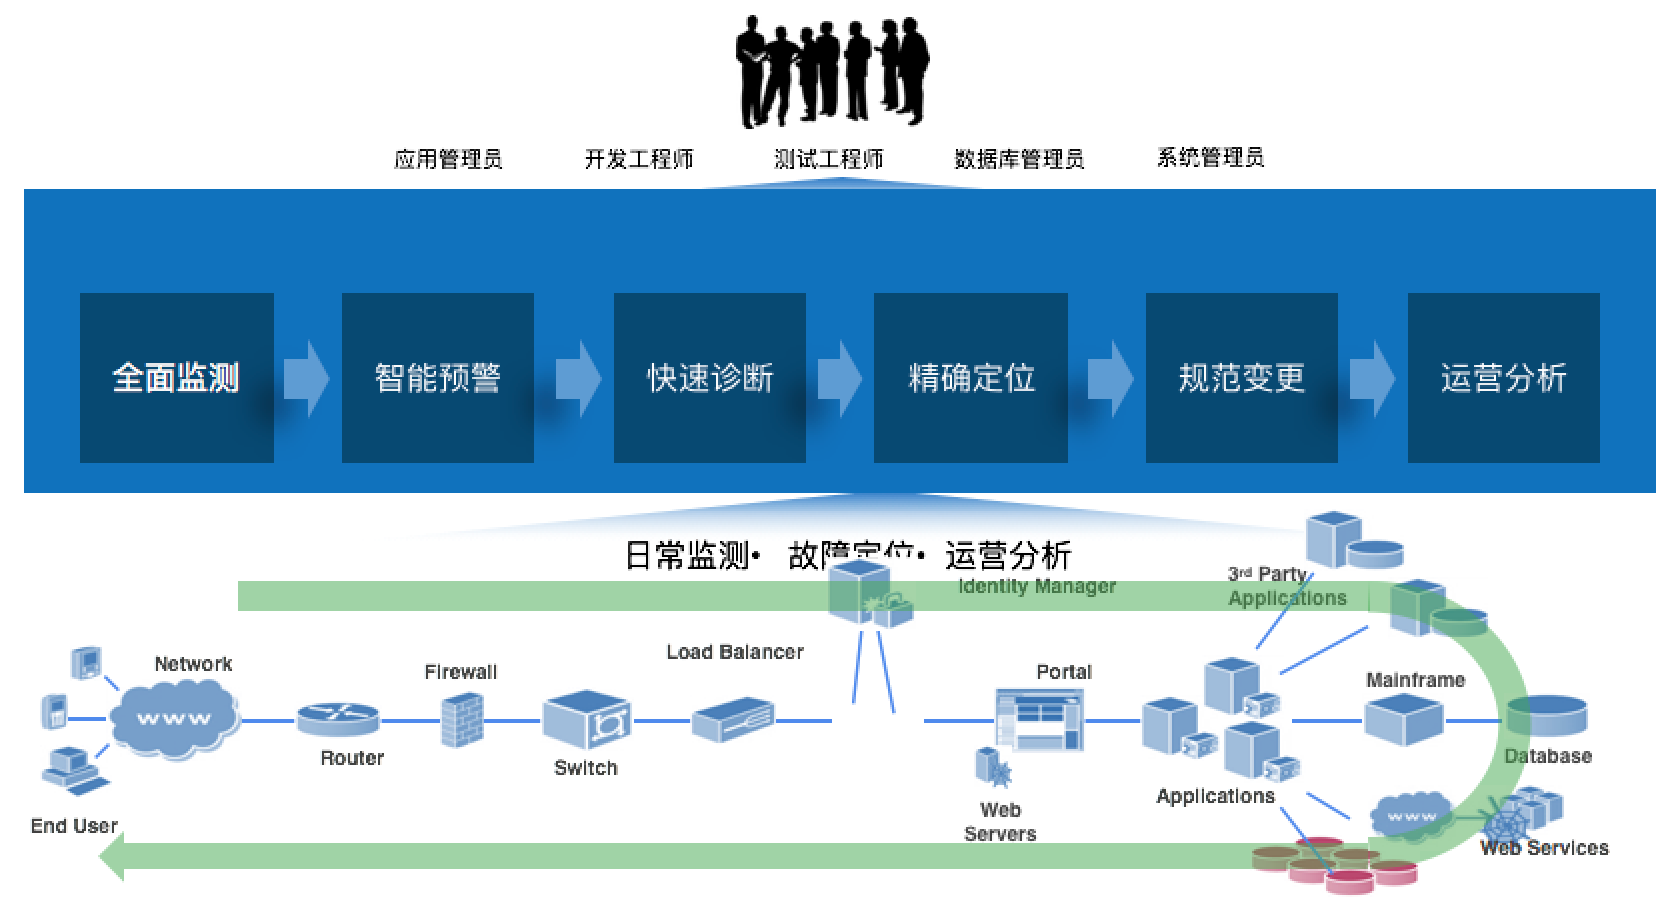 应用管理员
开发工程师
测试工程师
数据库管理员
系统管理员
全面监测
智能预警
快速诊断
精确定位
规范变更
运营分析
日常监测• 故障定位• 运营分析
Identity Manager
3rd Party
Applications
Load Balancer
Network
Firewall
Portal
Mainframe
www
Router
Switch
Database
Applications
End User
Web
Servers
www
Web Services